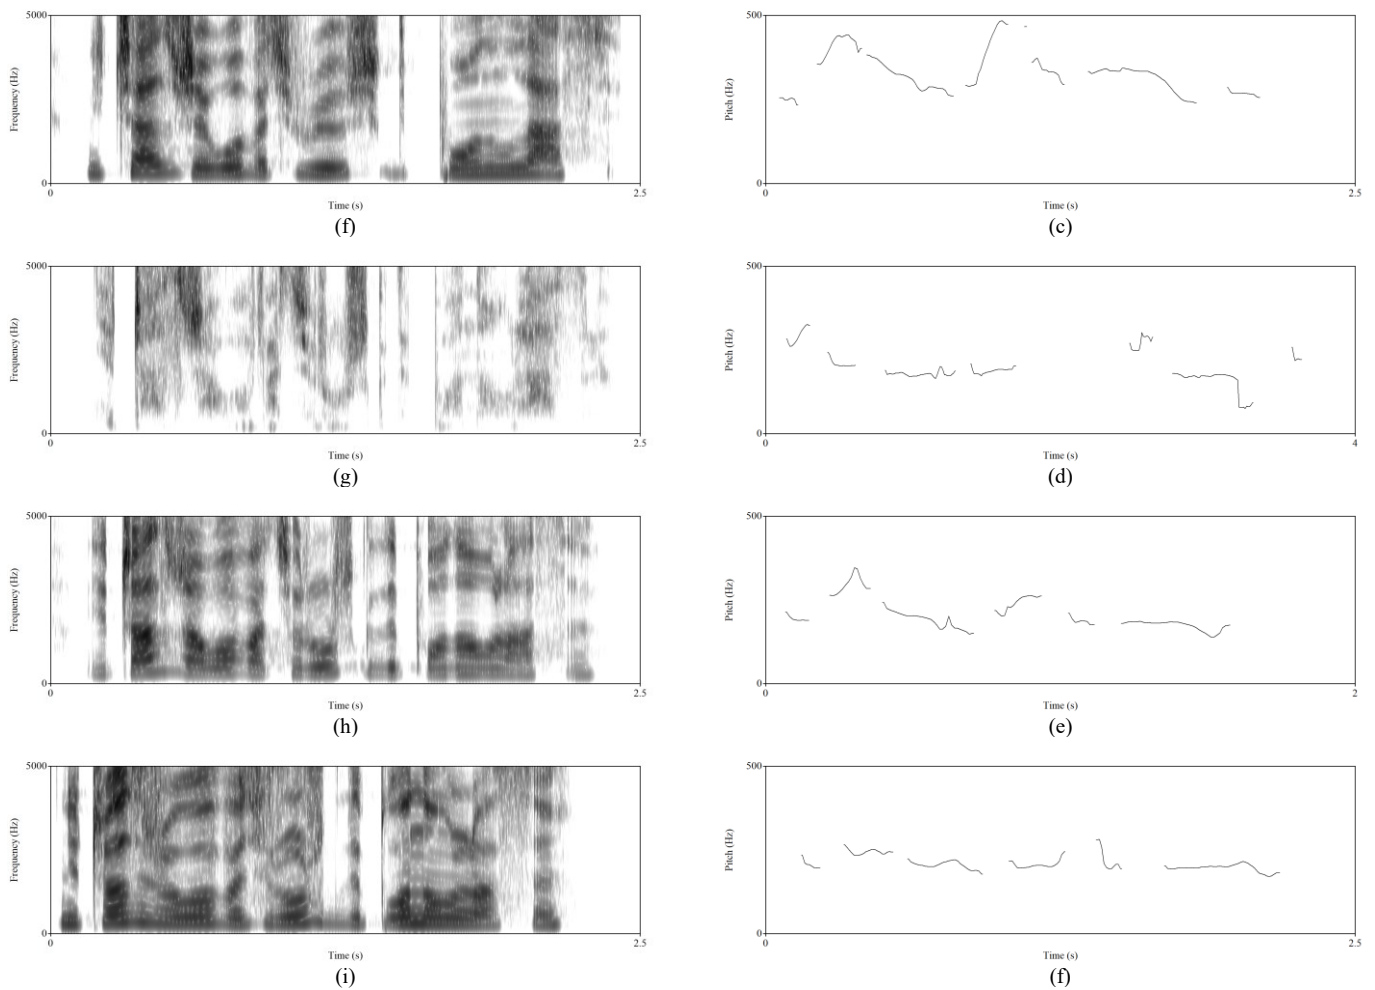 5000
Frequency (Hz)
0
0
2.5
Time (s)
(f)
500
Pitch (Hz)
0
0
2.5
Time (s)
(c)
5000
Frequency (Hz)
0
0
2.5
Time (s)
(g)
500
Pitch (Hz)
0
0
4
Time (s)
(d)
5000
Frequency (Hz)
0
0
2.5
Time (s)
(h)
500
Pitch (Hz)
0
0
2
Time (s)
(e)
5000
Frequency (Hz)
0
0
2.5
Time (s)
(i)
500
Pitch (Hz)
0
0
2.5
Time (s)
(f)